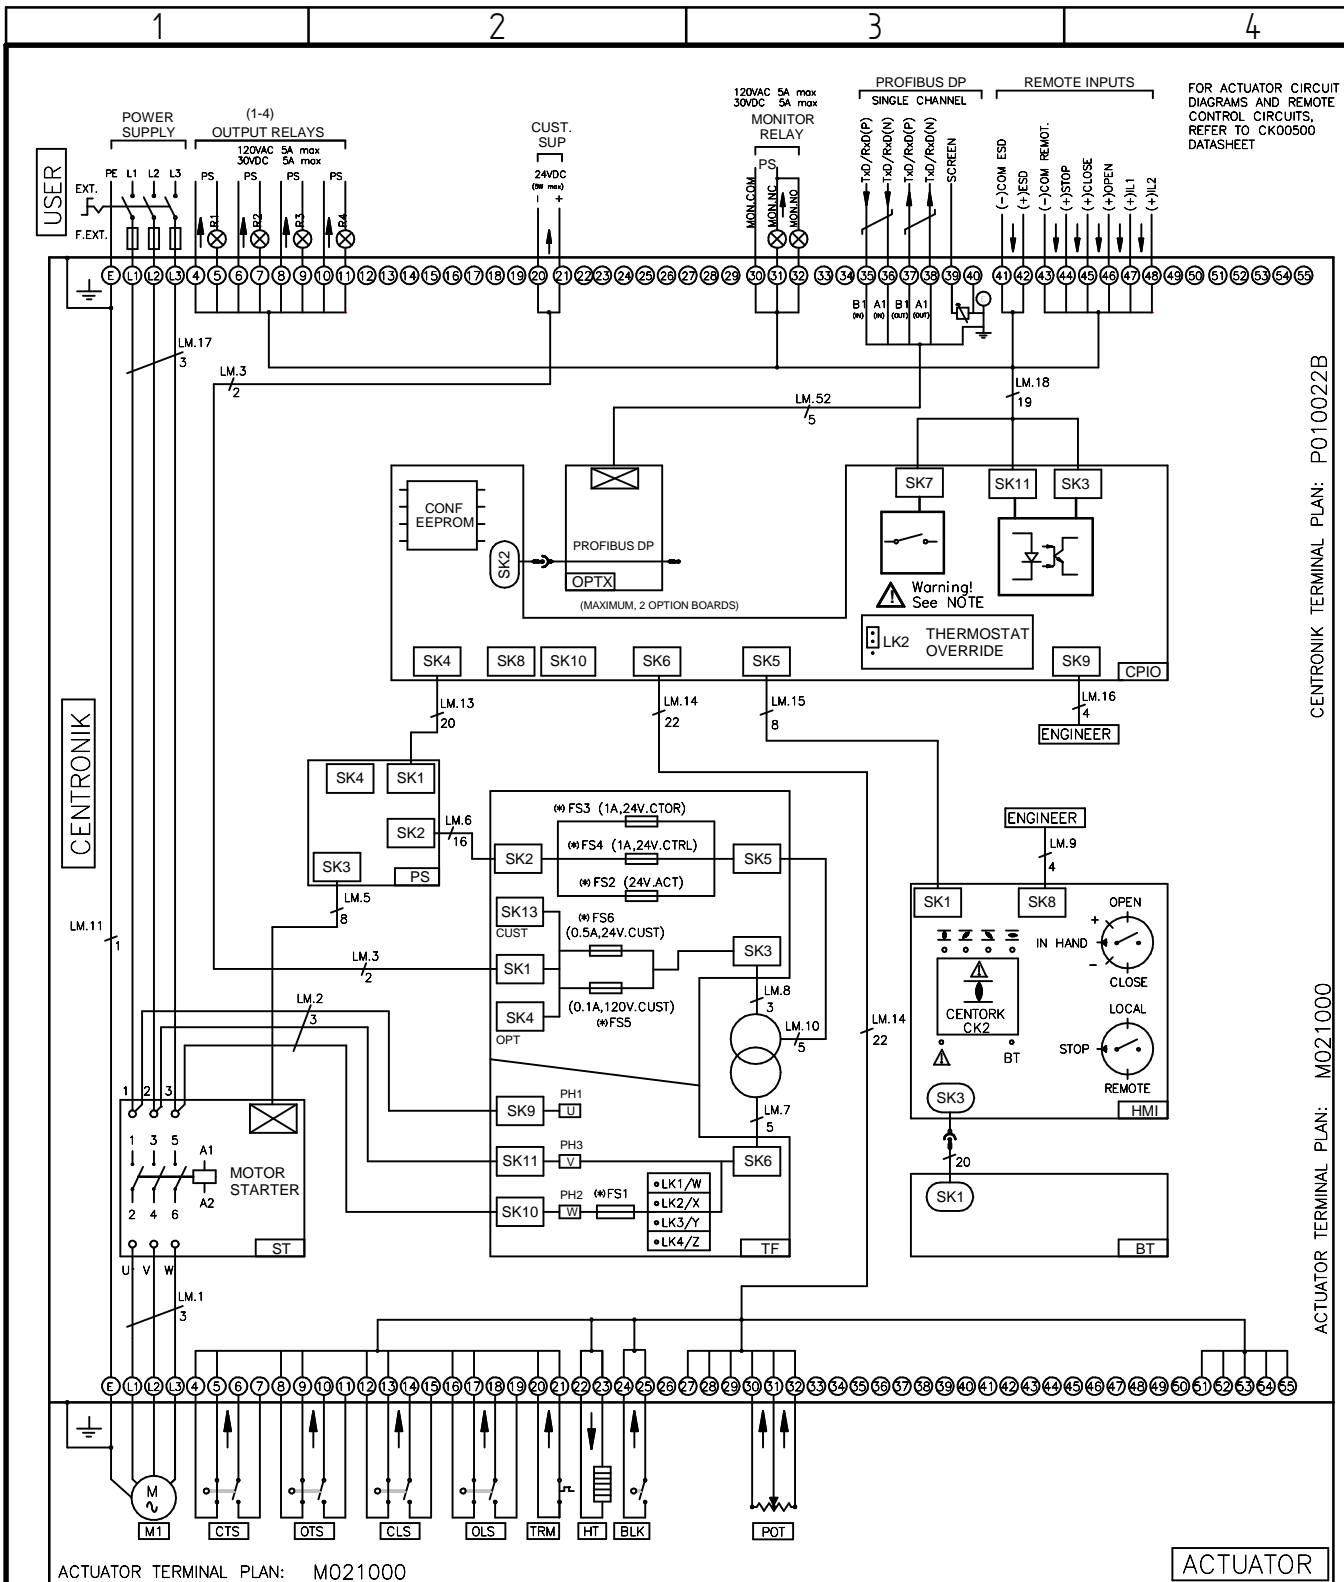 1 2 3 4
POWER
SUPPLY
(1-4)
OUTPUT RELAYS
120VAC 5A max
30VDC 5A max
CUST.
SUP
24VDC
(5W max)
- +
120VAC 5A max
30VDC 5A max
MONITOR
RELAY
PS
PROFIBUS DP
SINGLE CHANNEL
REMOTE INPUTS
FOR ACTUATOR CIRCUIT
DIAGRAMS AND REMOTE
CONTROL CIRCUITS,
REFER TO CK00500
DATASHEET
USER
EXT.
F.EXT.
PE L1 L2 L3
PS PS PS PS
R1 R2 R3 R4
MON.COM
MON.NC
MON.NO
TxD/RxD(P)
TxD/RxD(N)
TxD/RxD(P)
TxD/RxD(N)
SCREEN
(-)COM ESD
(+)ESD
(-)COM REMOT.
(+)STOP
(+)CLOSE
(+)OPEN
(+)IL1
(+)IL2
E L1 L2 L3 4 5 6 7 8 9 10 11 12 13 14 15 16 17 18 19 20 21 22 23 24 25 26 27 28 29 30 31 32 33 34 35 36 37 38 39 40 41 42 43 44 45 46 47 48 49 50 51 52 53 54 55
B1 A1 B1 A1
(IN) (IN) (OUT) (OUT)
LM.17
3
LM.3
2
LM.52
5
LM.18
19
CENTRONIK TERMINAL PLAN: P010022B
CONF
EEPROM
SK2
PROFIBUS DP
OPTX
(MAXIMUM, 2 OPTION BOARDS)
SK7 SK11 SK3
Warning!
See NOTE
LK2
THERMOSTAT
OVERRIDE
SK4 SK8 SK10 SK6 SK5 SK9
CPIO
LM.13
20
LM.14
22
LM.15
8
LM.16
4
ENGINEER
CENTRONIK
SK4 SK1
SK2
SK3
PS
LM.6
16
LM.5
8
(*) FS3 (1A,24V.CTOR)
(*) FS4 (1A,24V.CTRL)
(*) FS2 (24V.ACT)
SK2 SK5
SK13
CUST
(*) FS6
(0.5A,24V.CUST)
SK1
SK3
SK4
OPT
(0.1A,120V.CUST)
(*)FS5
LM.3
2
LM.8
3
LM.10
5
LM.7
5
LM.14
22
LM.11
1
LM.2
3
ENGINEER
LM.9
4
SK1 SK8
OPEN
+
IN HAND
-
CLOSE
CENTORK
CK2
BT
LOCAL
STOP
REMOTE
SK3
HMI
20
SK1
BT
ACTUATOR TERMINAL PLAN: M021000
1 2 3
1 3 5
A1
A2
2 4 6
MOTOR
STARTER
ST
U V W
SK9
PH1
U
SK11
PH3
V
SK6
SK10
PH2
W
(*)FS1
LK1/W
LK2/X
LK3/Y
LK4/Z
TF
LM.1
3
E L1 L2 L3 4 5 6 7 8 9 10 11 12 13 14 15 16 17 18 19 20 21 22 23 24 25 26 27 28 29 30 31 32 33 34 35 36 37 38 39 40 41 42 43 44 45 46 47 48 49 50 51 52 53 54 55
M
M1 CTS OTS CLS OLS TRM HT BLK POT
ACTUATOR TERMINAL PLAN: M021000
ACTUATOR